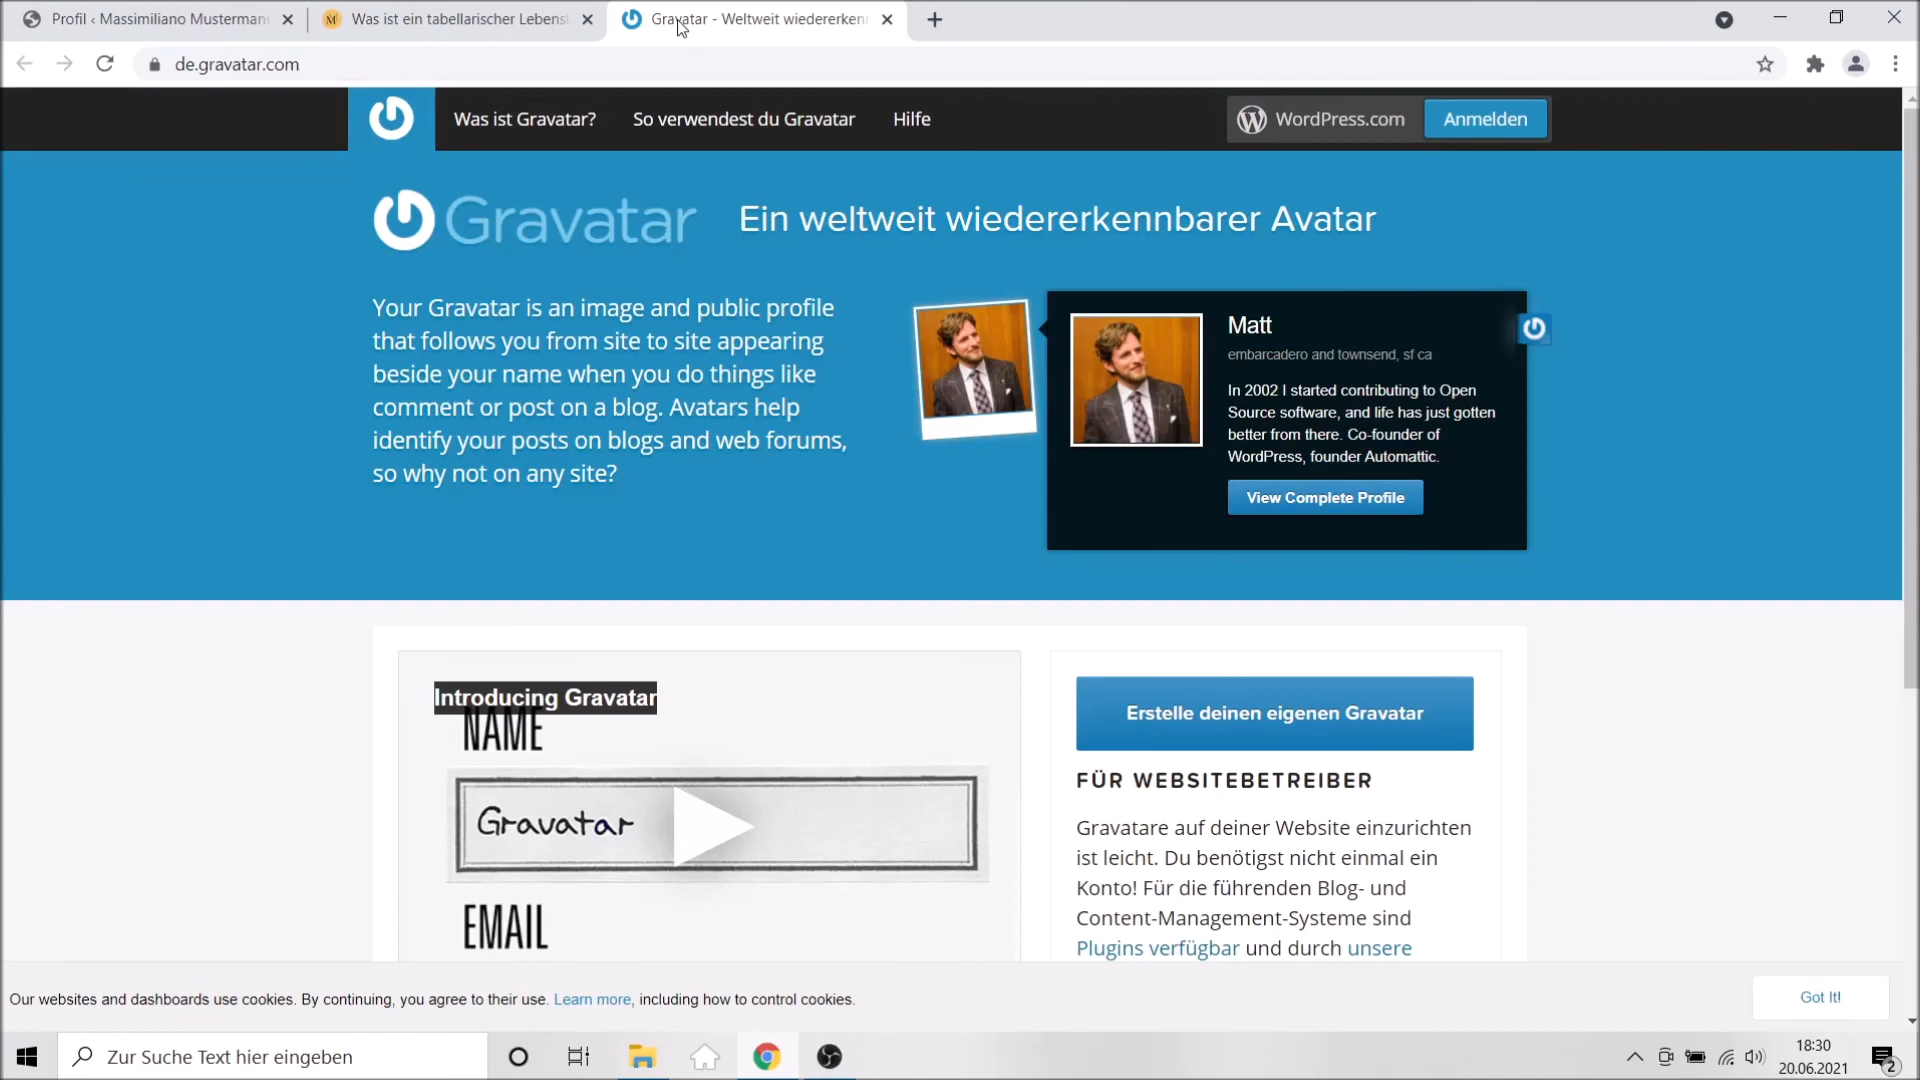 Profil ‹ Massimiliano Musterman
Was ist ein tabellarischer Lebensl
Gravatar - Weltweit wiedererkenn
de.gravatar.com
Was ist Gravatar?
So verwendest du Gravatar
Hilfe
WordPress.com
Anmelden
Gravatar
Ein weltweit wiedererkennbarer Avatar
Your Gravatar is an image and public profile
that follows you from site to site appearing
beside your name when you do things like
comment or post on a blog. Avatars help
identify your posts on blogs and web forums,
so why not on any site?
Matt
embarcadero and townsend, sf ca
In 2002 I started contributing to Open
Source software, and life has just gotten
better from there. Co-founder of
WordPress, founder Automattic.
View Complete Profile
Introducing Gravatar
NAME
Gravatar
EMAIL
Erstelle deinen eigenen Gravatar
FÜR WEBSITEBETREIBER
Gravatare auf deiner Website einzurichten
ist leicht. Du benötigst nicht einmal ein
Konto! Für die führenden Blog- und
Content-Management-Systeme sind
Plugins verfügbar und durch unsere
Our websites and dashboards use cookies. By continuing, you agree to their use. Learn more, including how to control cookies.
Got It!
Zur Suche Text hier eingeben
18:30
20.06.2021
2